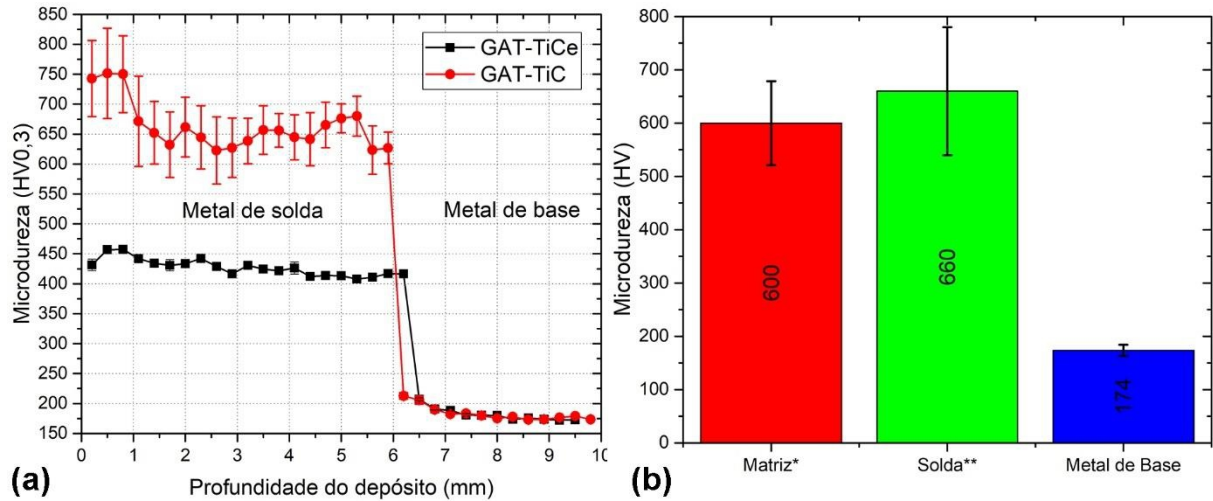 850
800
750
700
650
600
550
500
450
400
350
300
250
200
150
Microdureza (HV0,3)
GAT-TiCe
GAT-TiC
Metal de solda
Metal de base
0 1 2 3 4 5 6 7 8 9 10
Profundidade do depósito (mm)
(a)
800
700
600
500
400
300
200
100
0
Microdureza (HV)
600
660
174
Matriz*
Solda**
Metal de Base
(b)